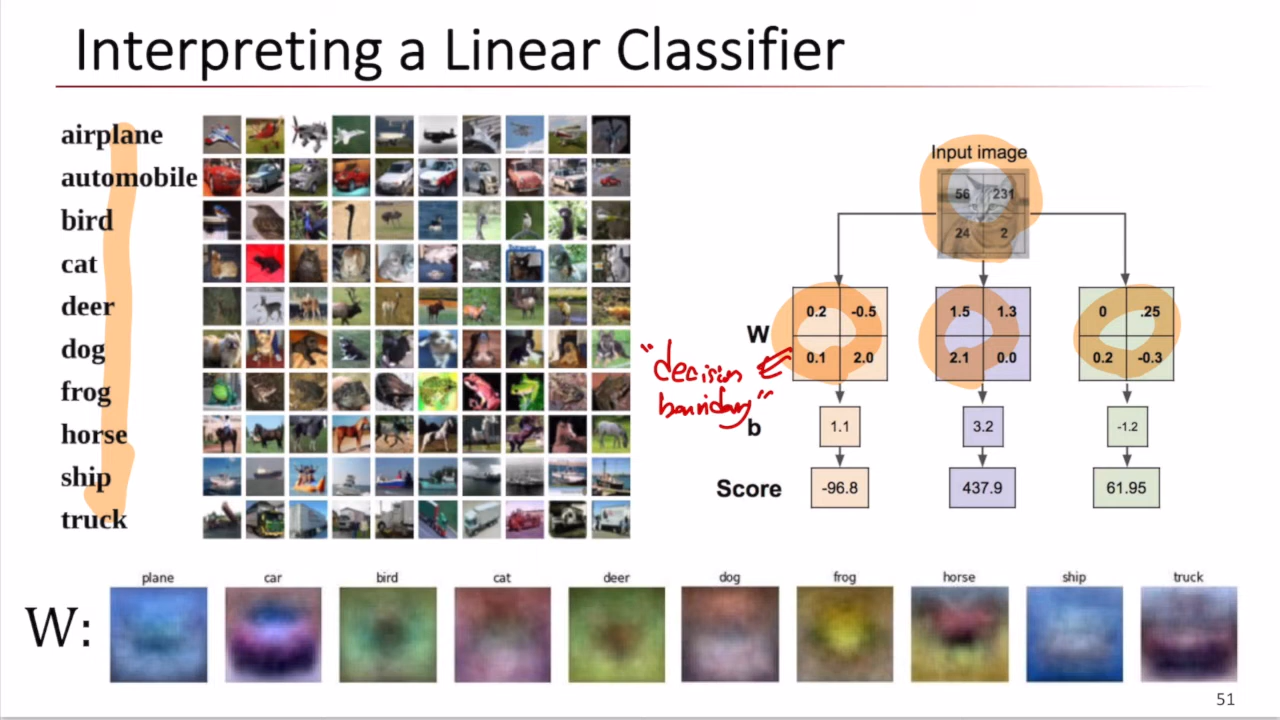 Interpreting a Linear Classifier
airplane
automobile
bird
cat
deer
dog
frog
horse
ship
truck
Input image
56 231
24 2
W
0.2 -0.5
0.1 2.0
1.5 1.3
2.1 0.0
0 .25
0.2 -0.3
"decision
boundary"
b
1.1 3.2 -1.2
Score
-96.8 437.9 61.95
plane car bird cat deer dog frog horse ship truck
W:
51